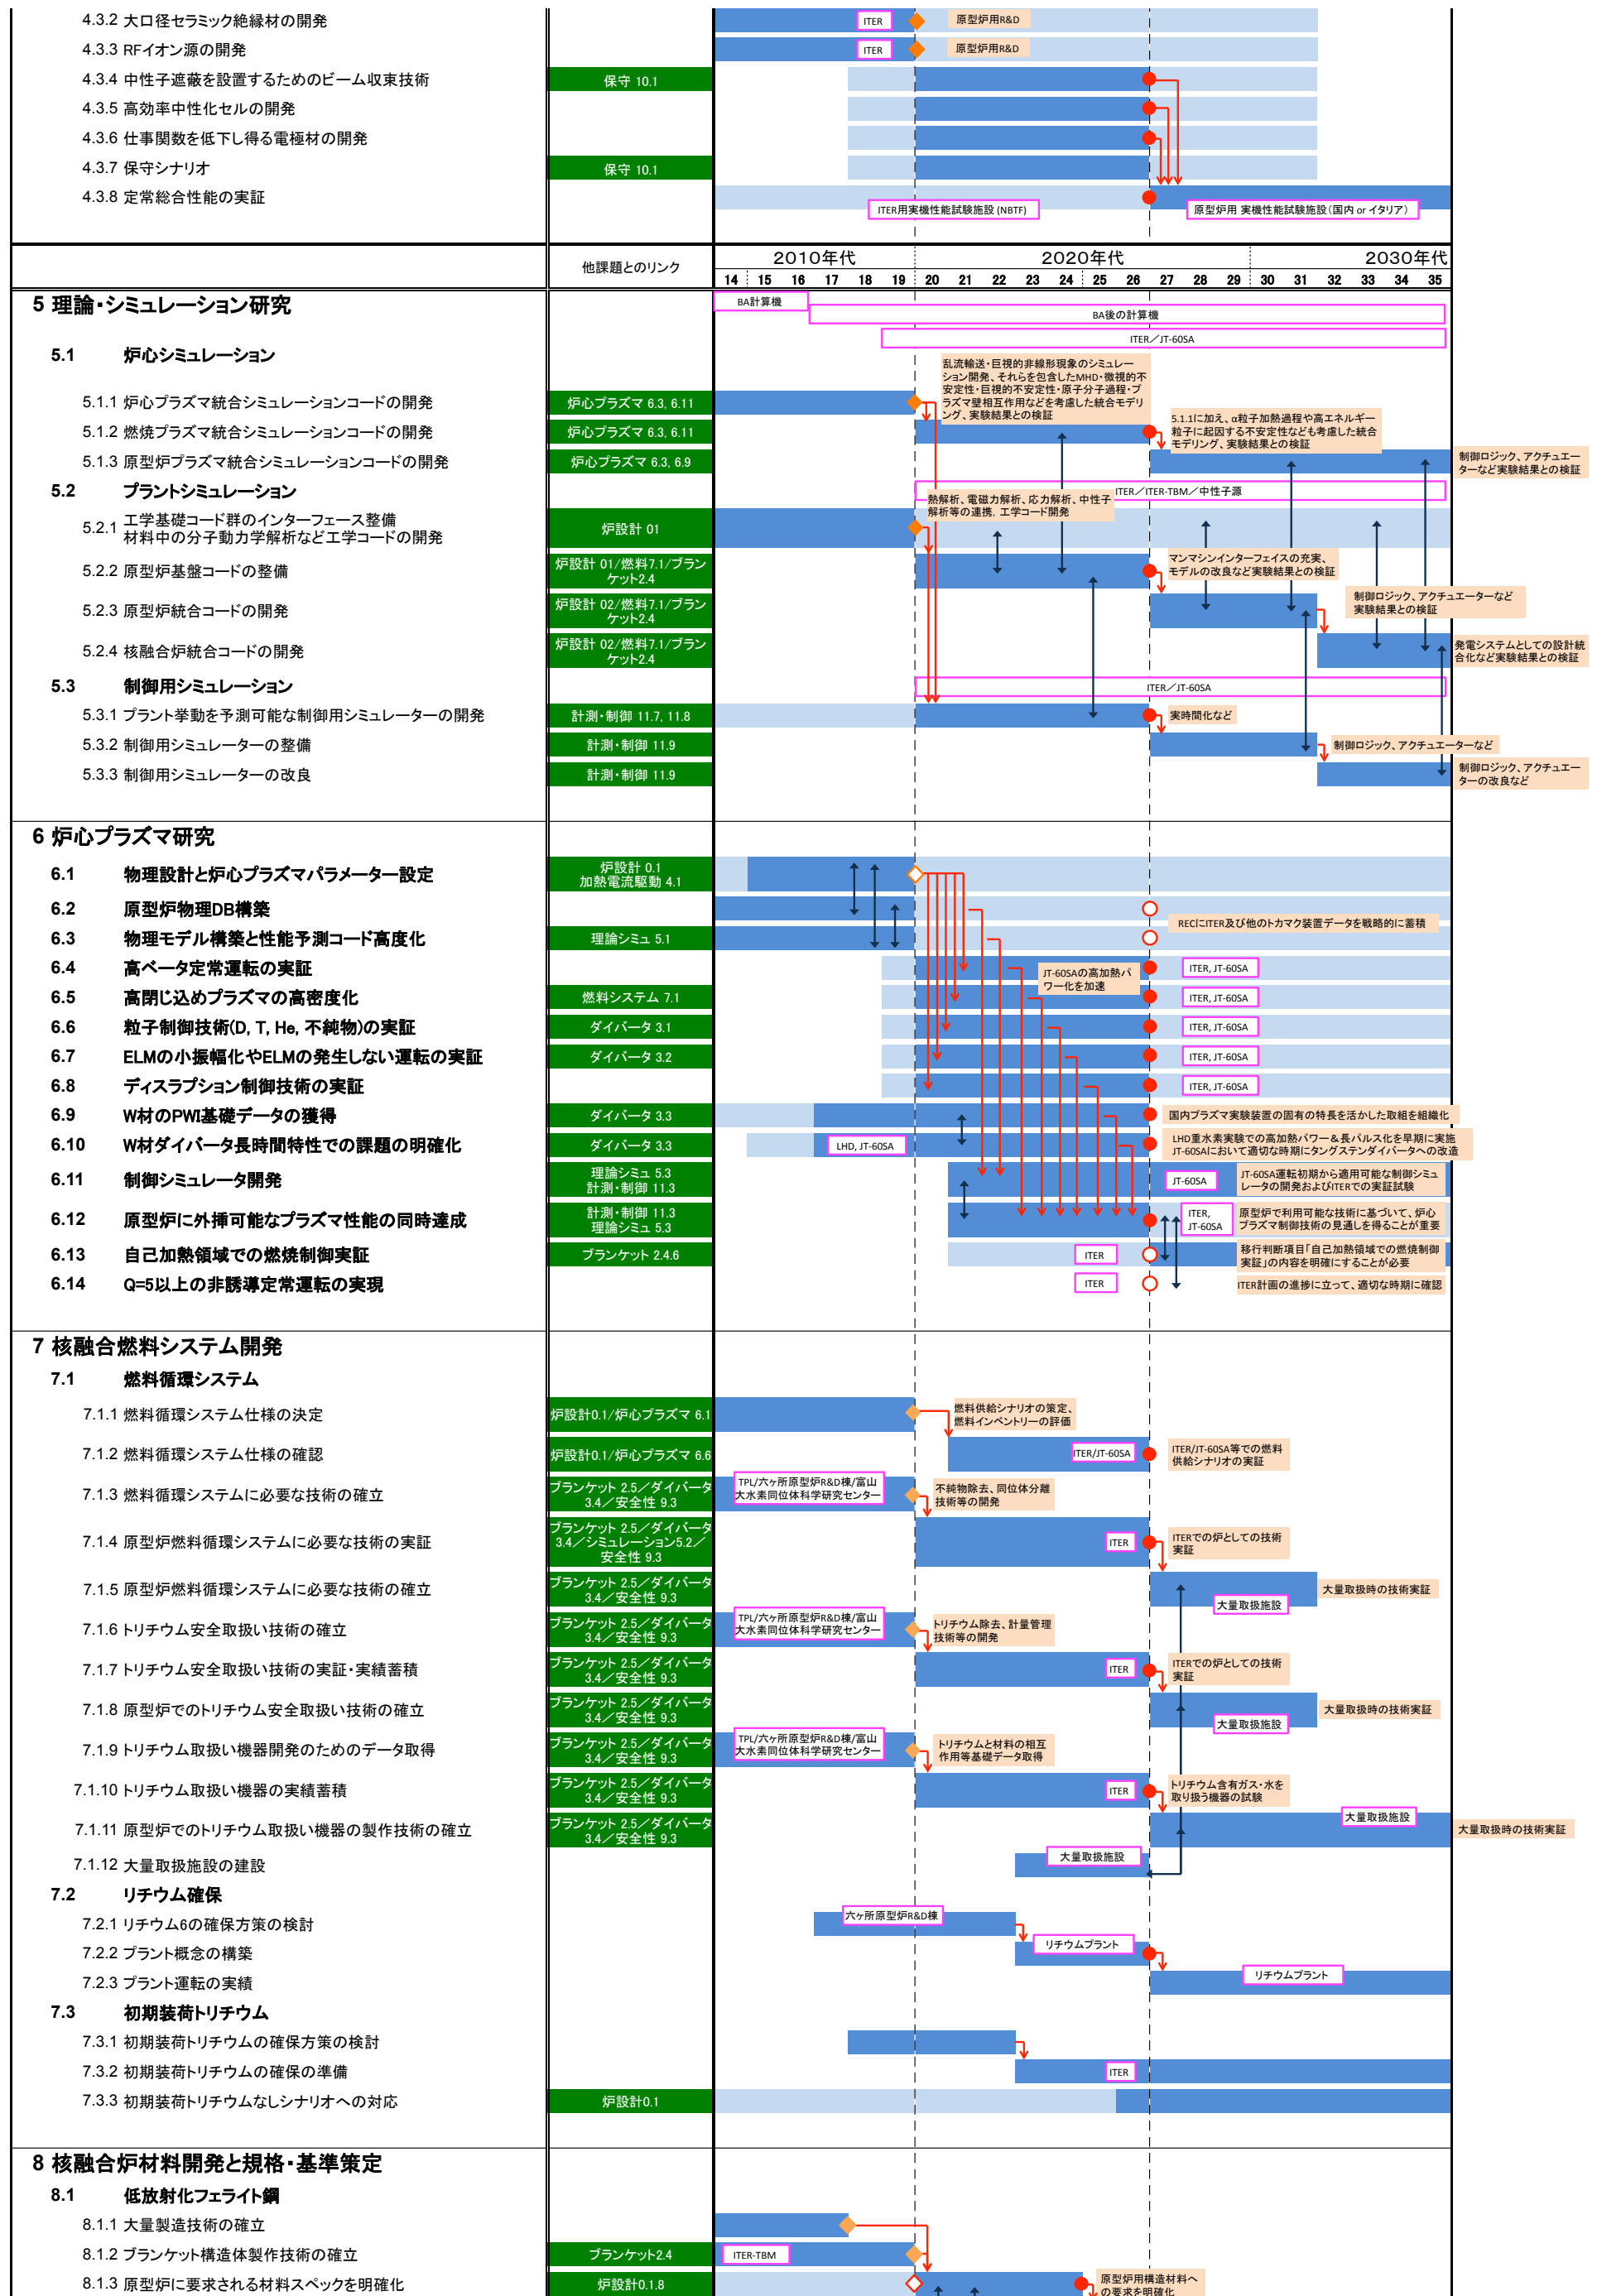 4.3.2 大口径セラミック絶縁材の開発
ITER
原型炉用R&D
4.3.3 RFイオン源の開発
ITER
原型炉用R&D
4.3.4 中性子遮蔽を設置するためのビーム収束技術
保守 10.1
4.3.5 高効率中性化セルの開発
4.3.6 仕事関数を低下し得る電極材の開発
4.3.7 保守シナリオ
保守 10.1
4.3.8 定常総合性能の実証
ITER用実機性能試験施設 (NBTF)
原型炉用 実機性能試験施設（国内 or イタリア）
他課題とのリンク
2010年代 2020年代 2030年代
14 15 16 17 18 19 20 21 22 23 24 25 26 27 28 29 30 31 32 33 34 35
5 理論・シミュレーション研究
BA計算機
BA後の計算機
ITER／JT-60SA
5.1 炉心シミュレーション
乱流輸送・巨視的非線形現象のシミュレー
ション開発、それらを包含したMHD・微視的不
安定性・巨視的不安定性・原子分子過程・プ
ラズマ壁相互作用などを考慮した統合モデリ
ング、実験結果との検証
5.1.1 炉心プラズマ統合シミュレーションコードの開発
炉心プラズマ 6.3, 6.11
5.1.2 燃焼プラズマ統合シミュレーションコードの開発
炉心プラズマ 6.3, 6.11
5.1.1に加え、α粒子加熱過程や高エネルギー
粒子に起因する不安定性なども考慮した統合
モデリング、実験結果との検証
5.1.3 原型炉プラズマ統合シミュレーションコードの開発
炉心プラズマ 6.3, 6.9
制御ロジック、アクチュエー
ターなど実験結果との検証
5.2 プラントシミュレーション
ITER／ITER-TBM／中性子源
熱解析、電磁力解析、応力解析、中性子
解析等の連携、工学コード開発
5.2.1 工学基礎コード群のインターフェース整備
材料中の分子動力学解析など工学コードの開発
炉設計 01
5.2.2 原型炉基盤コードの整備
炉設計 01/燃料7.1/ブラン
ケット2.4
マンマシンインターフェイスの充実、
モデルの改良など実験結果との検証
5.2.3 原型炉統合コードの開発
炉設計 02/燃料7.1/ブラン
ケット2.4
制御ロジック、アクチュエーターなど
実験結果との検証
5.2.4 核融合炉統合コードの開発
炉設計 02/燃料7.1/ブラン
ケット2.4
発電システムとしての設計統
合化など実験結果との検証
5.3 制御用シミュレーション
ITER／JT-60SA
5.3.1 プラント挙動を予測可能な制御用シミュレーターの開発
計測・制御 11.7, 11.8
実時間化など
5.3.2 制御用シミュレーターの整備
計測・制御 11.9
制御ロジック、アクチュエーターなど
5.3.3 制御用シミュレーターの改良
計測・制御 11.9
制御ロジック、アクチュエー
ターの改良など
6 炉心プラズマ研究
6.1 物理設計と炉心プラズマパラメーター設定
炉設計 0.1
加熱電流駆動 4.1
6.2 原型炉物理DB構築
RECにITER及び他のトカマク装置データを戦略的に蓄積
6.3 物理モデル構築と性能予測コード高度化
理論シミュ 5.1
6.4 高ベータ定常運転の実証
JT-60SAの高加熱パ
ワー化を加速
ITER, JT-60SA
6.5 高閉じ込めプラズマの高密度化
燃料システム 7.1
ITER, JT-60SA
6.6 粒子制御技術(D, T, He, 不純物)の実証
ダイバータ 3.1
ITER, JT-60SA
6.7 ELMの小振幅化やELMの発生しない運転の実証
ダイバータ 3.2
ITER, JT-60SA
6.8 ディスラプション制御技術の実証
ITER, JT-60SA
6.9 W材のPWI基礎データの獲得
ダイバータ 3.3
国内プラズマ実験装置の固有の特長を活かした取組を組織化
6.10 W材ダイバータ長時間特性での課題の明確化
ダイバータ 3.3
LHD, JT-60SA
LHD重水素実験での高加熱パワー＆長パルス化を早期に実施
JT-60SAにおいて適切な時期にタングステンダイバータへの改造
6.11 制御シミュレータ開発
理論シミュ 5.3
計測・制御 11.3
JT-60SA
JT-60SA運転初期から適用可能な制御シミュ
レータの開発およびITERでの実証試験
6.12 原型炉に外挿可能なプラズマ性能の同時達成
計測・制御 11.3
理論シミュ 5.3
ITER,
JT-60SA
原型炉で利用可能な技術に基づいて、炉心
プラズマ制御技術の見通しを得ることが重要
6.13 自己加熱領域での燃焼制御実証
ブランケット 2.4.6
ITER
移行判断項目「自己加熱領域での燃焼制御
実証」の内容を明確にすることが必要
6.14 Q=5以上の非誘導定常運転の実現
ITER
ITER計画の進捗に立って、適切な時期に確認
7 核融合燃料システム開発
7.1 燃料循環システム
7.1.1 燃料循環システム仕様の決定
炉設計0.1/炉心プラズマ 6.1
燃料供給シナリオの策定、
燃料インベントリーの評価
7.1.2 燃料循環システム仕様の確認
炉設計0.1/炉心プラズマ 6.6
ITER/JT-60SA
ITER/JT-60SA等での燃料
供給シナリオの実証
7.1.3 燃料循環システムに必要な技術の確立
ブランケット 2.5／ダイバータ
3.4／安全性 9.3
TPL/六ヶ所原型炉R&D棟/富山
大水素同位体科学研究センター
不純物除去、同位体分離
技術等の開発
7.1.4 原型炉燃料循環システムに必要な技術の実証
ブランケット 2.5／ダイバータ
3.4／シミュレーション5.2／
安全性 9.3
ITER
ITERでの炉としての技術
実証
7.1.5 原型炉燃料循環システムに必要な技術の確立
ブランケット 2.5／ダイバータ
3.4／安全性 9.3
大量取扱施設
大量取扱時の技術実証
7.1.6 トリチウム安全取扱い技術の確立
ブランケット 2.5／ダイバータ
3.4／安全性 9.3
TPL/六ヶ所原型炉R&D棟/富山
大水素同位体科学研究センター
トリチウム除去、計量管理
技術等の開発
7.1.7 トリチウム安全取扱い技術の実証・実績蓄積
ブランケット 2.5／ダイバータ
3.4／安全性 9.3
ITER
ITERでの炉としての技術
実証
7.1.8 原型炉でのトリチウム安全取扱い技術の確立
ブランケット 2.5／ダイバータ
3.4／安全性 9.3
大量取扱施設
大量取扱時の技術実証
7.1.9 トリチウム取扱い機器開発のためのデータ取得
ブランケット 2.5／ダイバータ
3.4／安全性 9.3
TPL/六ヶ所原型炉R&D棟/富山
大水素同位体科学研究センター
トリチウムと材料の相互
作用等基礎データ取得
7.1.10 トリチウム取扱い機器の実績蓄積
ブランケット 2.5／ダイバータ
3.4／安全性 9.3
ITER
トリチウム含有ガス・水を
取り扱う機器の試験
7.1.11 原型炉でのトリチウム取扱い機器の製作技術の確立
ブランケット 2.5／ダイバータ
3.4／安全性 9.3
大量取扱施設
大量取扱時の技術実証
7.1.12 大量取扱施設の建設
大量取扱施設
7.2 リチウム確保
7.2.1 リチウム6の確保方策の検討
六ヶ所原型炉R&D棟
7.2.2 プラント概念の構築
リチウムプラント
7.2.3 プラント運転の実績
リチウムプラント
7.3 初期装荷トリチウム
7.3.1 初期装荷トリチウムの確保方策の検討
7.3.2 初期装荷トリチウムの確保の準備
ITER
7.3.3 初期装荷トリチウムなしシナリオへの対応
炉設計0.1
8 核融合炉材料開発と規格・基準策定
8.1 低放射化フェライト鋼
8.1.1 大量製造技術の確立
8.1.2 ブランケット構造体製作技術の確立
ブランケット2.4
ITER-TBM
8.1.3 原型炉に要求される材料スペックを明確化
炉設計0.1.8
原型炉用構造材料へ
の要求を明確化